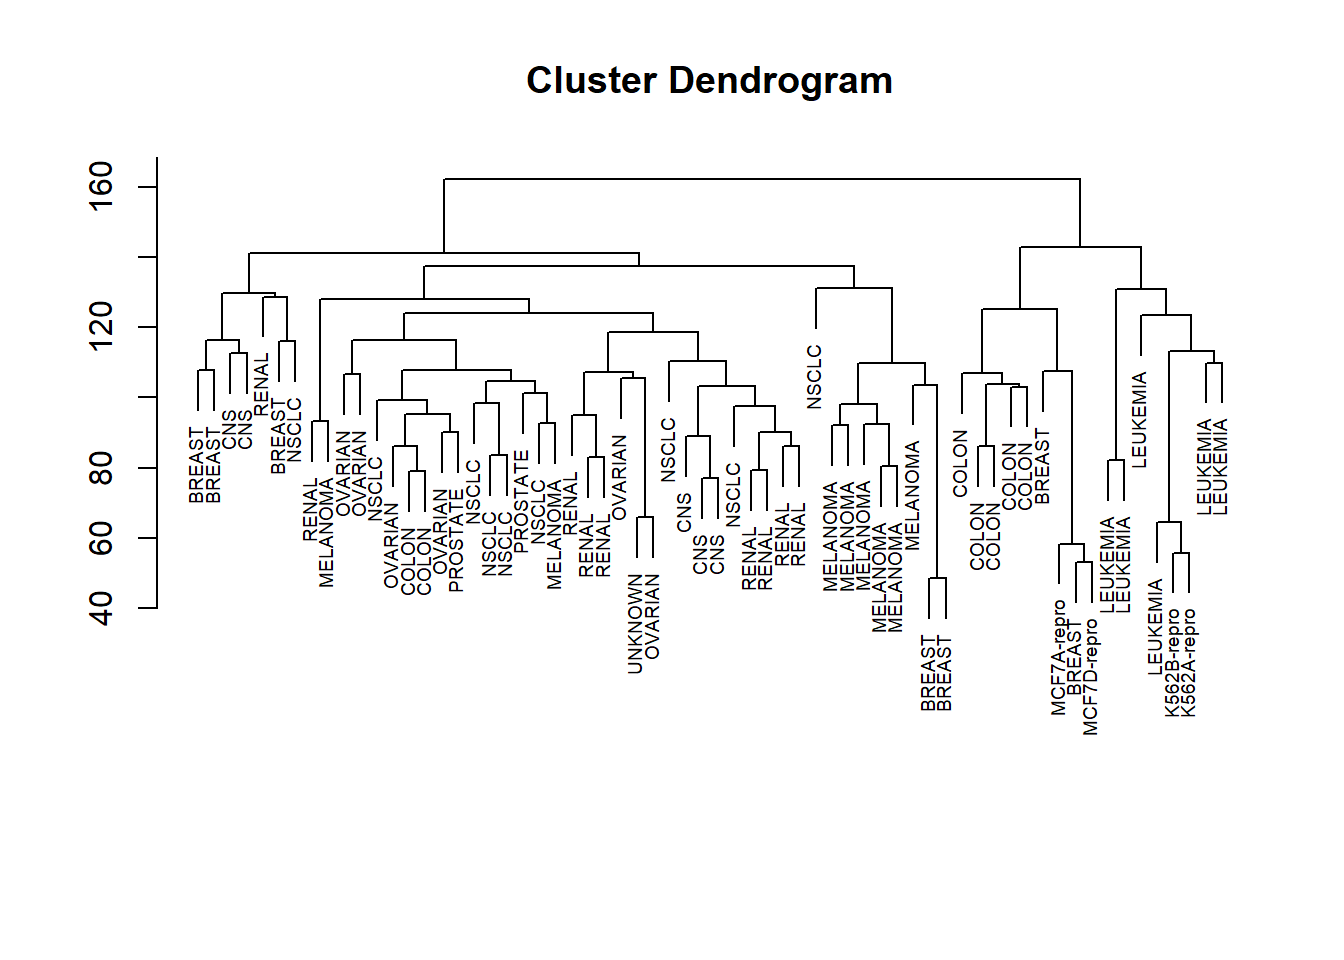 Cluster Dendrogram
160
120
80
60
40
BREAST
BREAST
CNS
CNS
RENAL
BREAST
NSCLC
RENAL
MELANOMA
OVARIAN
OVARIAN
NSCLC
OVARIAN
COLON
COLON
OVARIAN
PROSTATE
NSCLC
NSCLC
NSCLC
PROSTATE
NSCLC
MELANOMA
RENAL
RENAL
RENAL
OVARIAN
UNKNOWN
OVARIAN
NSCLC
CNS
CNS
CNS
NSCLC
RENAL
RENAL
RENAL
RENAL
NSCLC
MELANOMA
MELANOMA
MELANOMA
MELANOMA
MELANOMA
MELANOMA
BREAST
BREAST
COLON
COLON
COLON
COLON
COLON
BREAST
MCF7A-repro
BREAST
MCF7D-repro
LEUKEMIA
LEUKEMIA
LEUKEMIA
LEUKEMIA
K562B-repro
K562A-repro
LEUKEMIA
LEUKEMIA